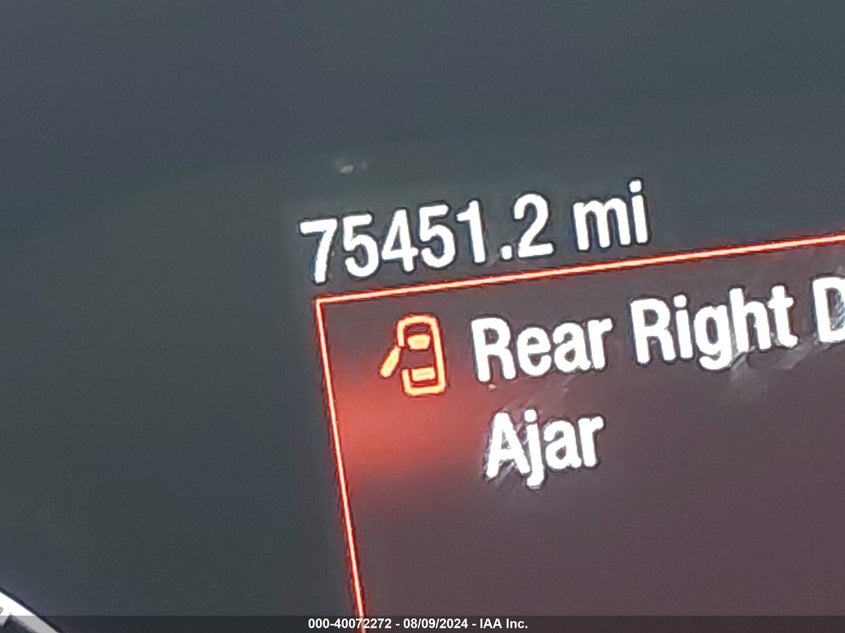 75451.2 mi
Rear Right D
Ajar
000-40072272 - 08/09/2024 - IAA Inc.